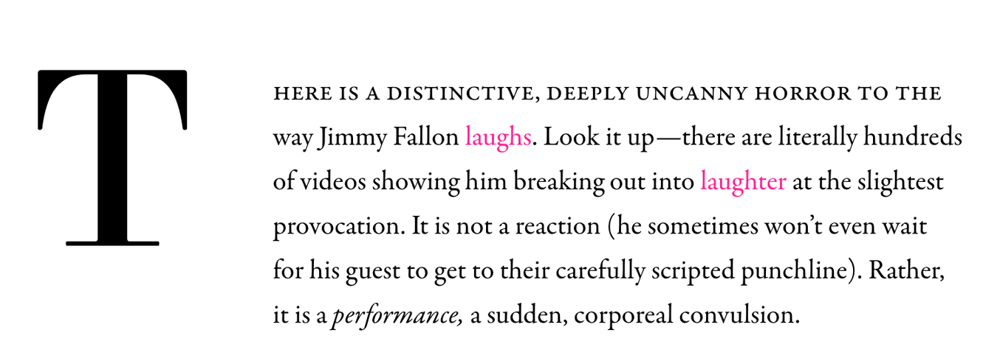 THERE IS A DISTINCTIVE, DEEPLY UNCANNY HORROR TO THE
way Jimmy Fallon laughs. Look it up—there are literally hundreds
of videos showing him breaking out into laughter at the slightest
provocation. It is not a reaction (he sometimes won’t even wait
for his guest to get to their carefully scripted punchline). Rather,
it is a performance, a sudden, corporeal convulsion.